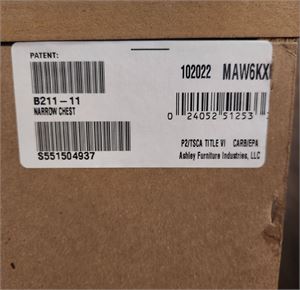 PATENT:
102022 MAW6KX
B211-11
NARROW CHEST
0 24052 51253
S551504937
P2/TSCA TITLE VI CARB/EPA
Ashley Furniture Industries, LLC